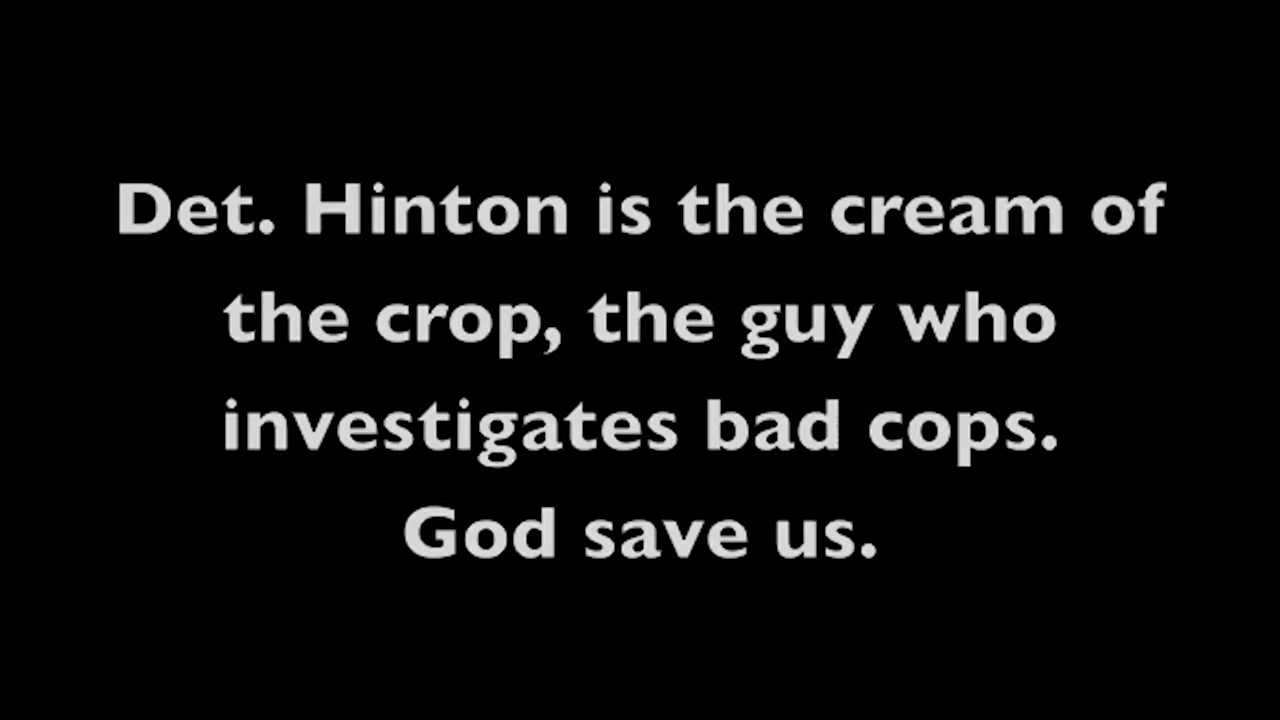 Det. Hinton is the cream of
the crop, the guy who
investigates bad cops.
God save us.